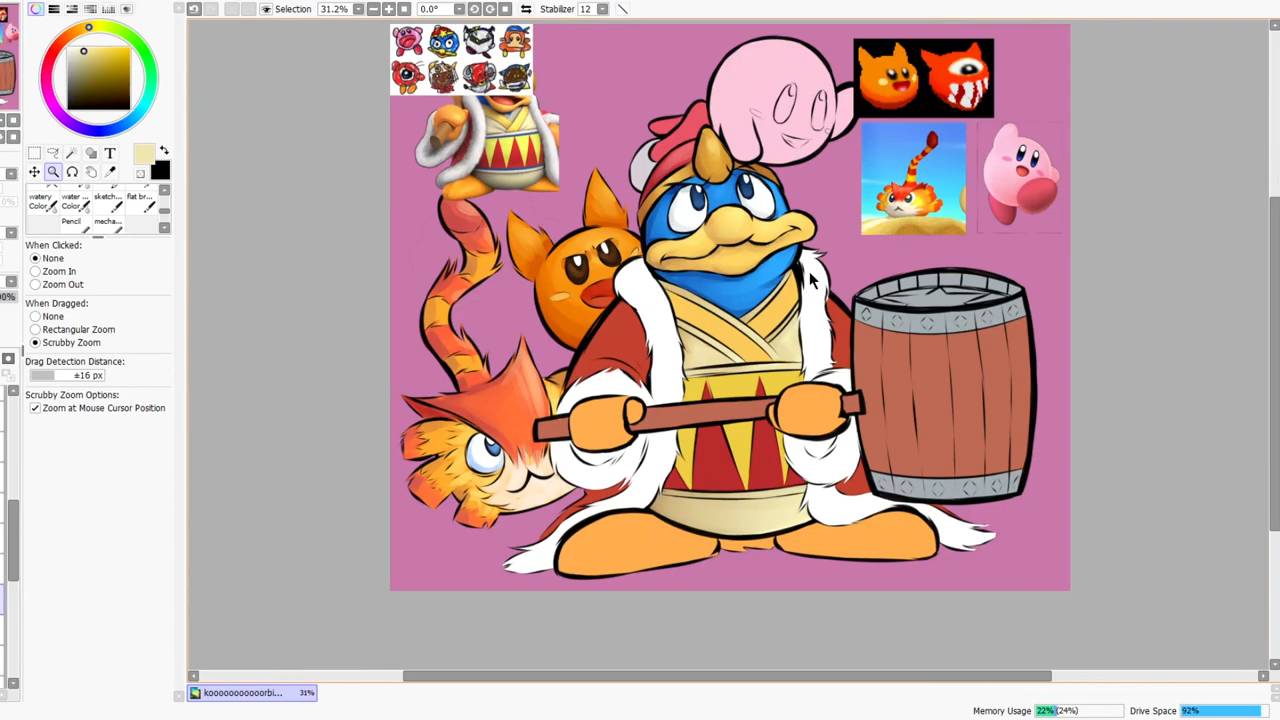 Selection
31.2%
0.0°
Stabilizer 12
T
watery
Color
water ...
Color
sketch...
flat br...
Pencil
mecha...
When Clicked:
None
Zoom In
Zoom Out
When Dragged:
None
Rectangular Zoom
Scrubby Zoom
Drag Detection Distance:
±16 px
Scrubby Zoom Options:
Zoom at Mouse Cursor Position
kooooooooooorbi...
31%
Memory Usage
22% (24%)
Drive Space
92%